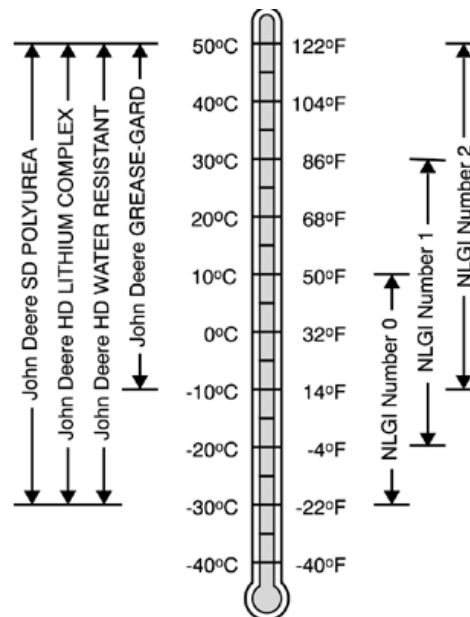 John Deere SD POLYUREA
John Deere HD LITHIUM COMPLEX
John Deere HD WATER RESISTANT
John Deere GREASE-GARD
50ºC 122ºF
40ºC 104ºF
30ºC 86ºF
20ºC 68ºF
10ºC 50ºF
0ºC 32ºF
-10ºC 14ºF
-20ºC -4ºF
-30ºC -22ºF
-40ºC -40ºF
NLGI Number 0
NLGI Number 1
NLGI Number 2